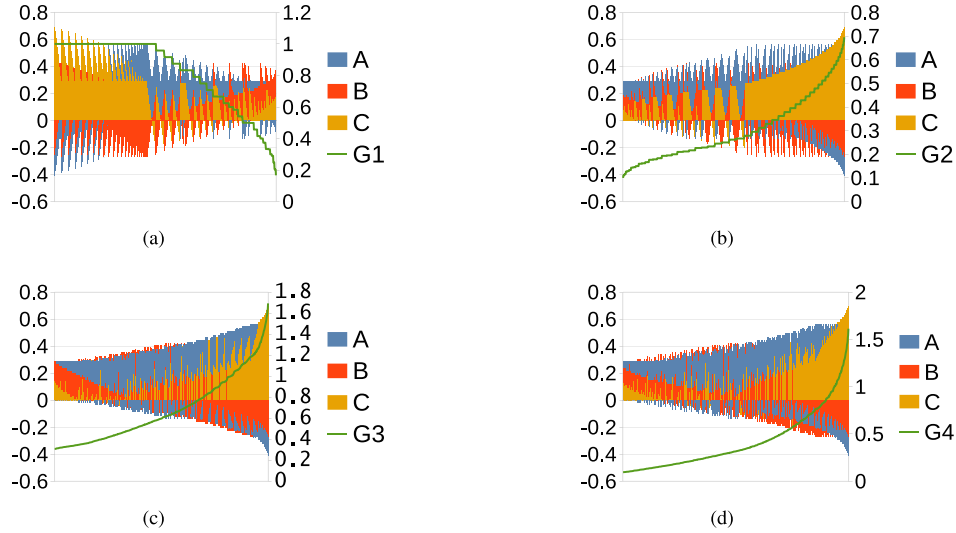 0.8 1.2
0.6 1
0.4 0.8 A
0.2 0.6 B
0 0.4 C
-0.2 0.2 G1
-0.4 0
-0.6
(a)
0.8 0.8
0.6 0.7
0.4 0.6 A
0.2 0.5 B
0 0.4 C
-0.2 0.3 G2
-0.4 0.2
-0.6 0.1
0
(b)
0.8 1.8
0.6 1.6
0.4 1.4 A
0.2 1.2 B
0 1 C
-0.2 0.8 G3
-0.4 0.6
-0.6 0.4
0.2
0
(c)
0.8 2
0.6 1.5
0.4 1 A
0.2 0.5 B
0 0 C
-0.2 G4
-0.4
-0.6
(d)